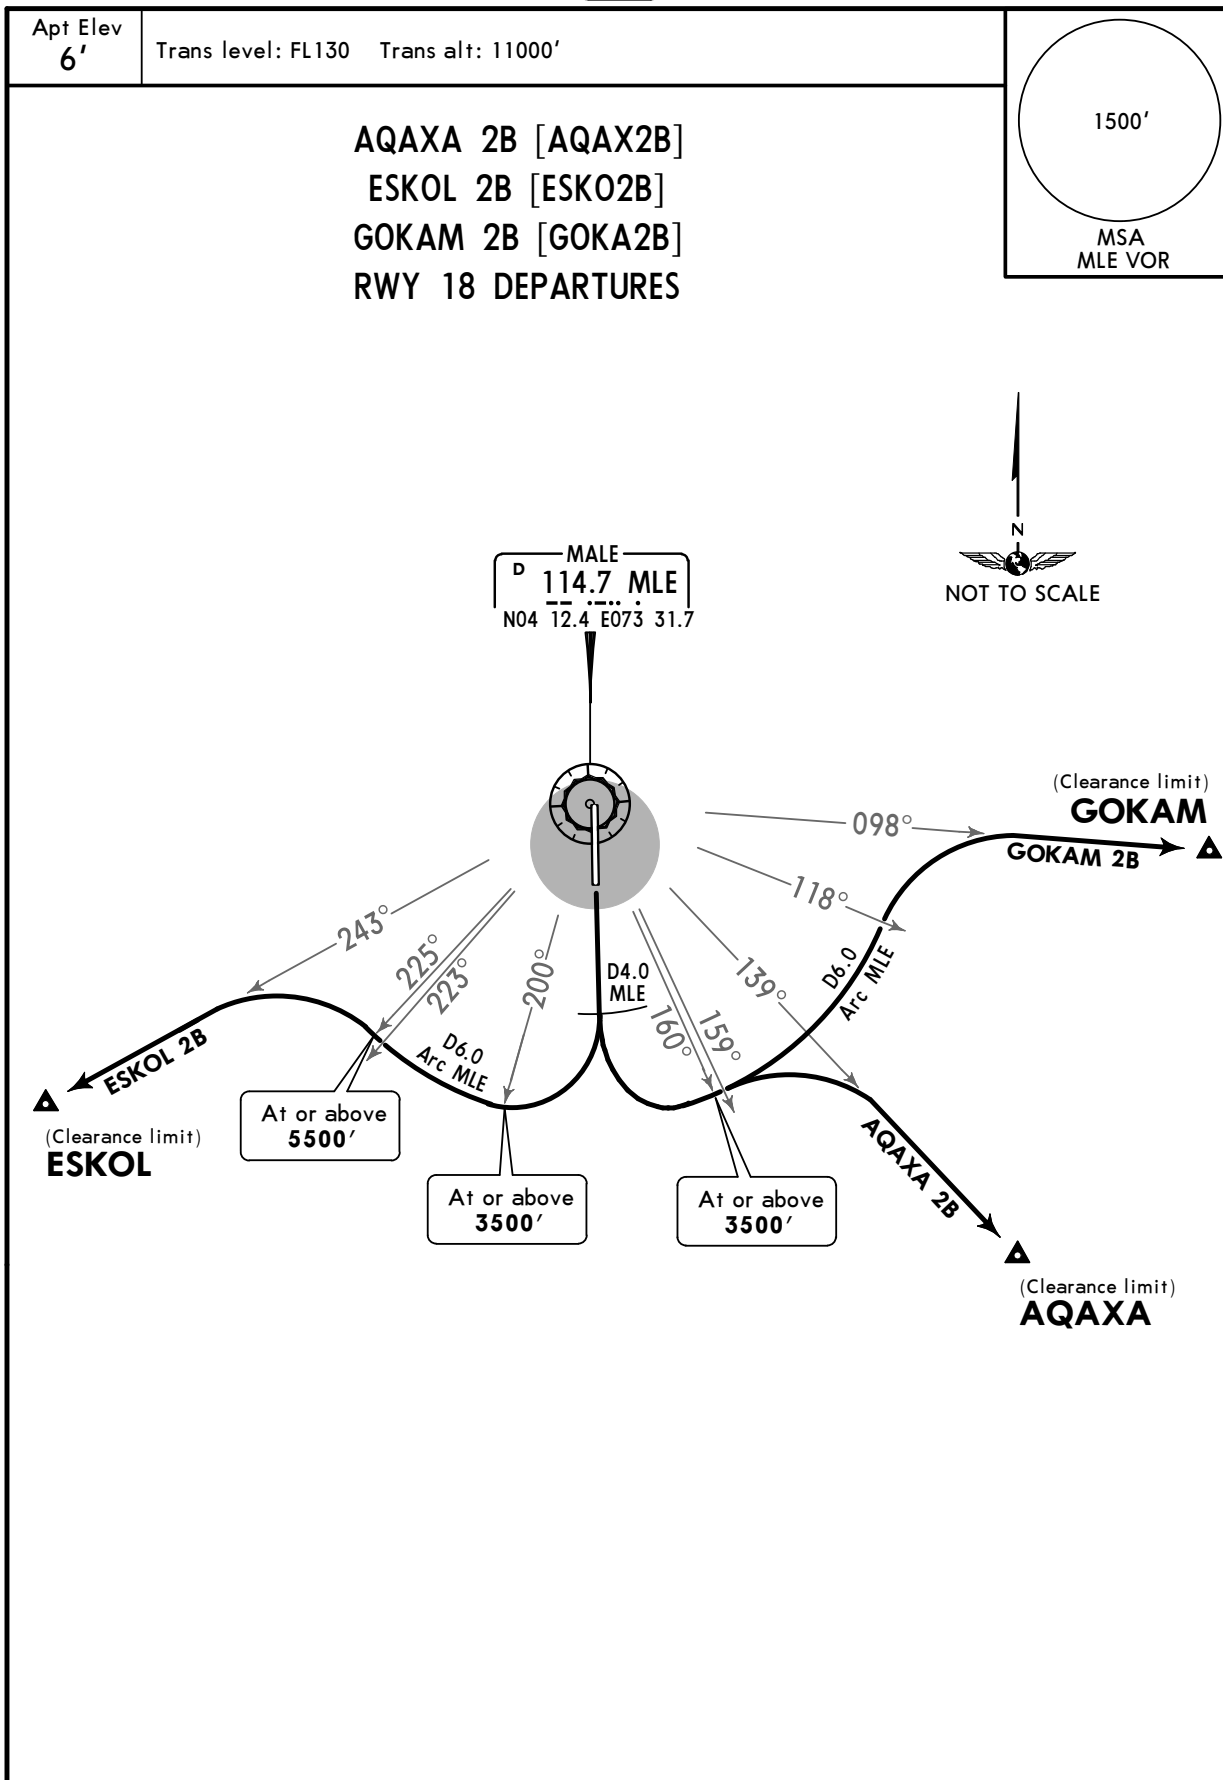 Apt Elev
6'
Trans level: FL130 Trans alt: 11000'
1500'
MSA
MLE VOR
AQAXA 2B [AQAX2B]
ESKOL 2B [ESKO2B]
GOKAM 2B [GOKA2B]
RWY 18 DEPARTURES
N
NOT TO SCALE
MALE
D 114.7 MLE
N04 12.4 E073 31.7
(Clearance limit)
GOKAM
098°
GOKAM 2B
118°
243°
225°
223°
200°
D4.0
MLE
160°
159°
139°
D6.0
Arc MLE
D6.0
Arc MLE
ESKOL 2B
(Clearance limit)
ESKOL
At or above
5500'
At or above
3500'
At or above
3500'
AQAXA 2B
(Clearance limit)
AQAXA